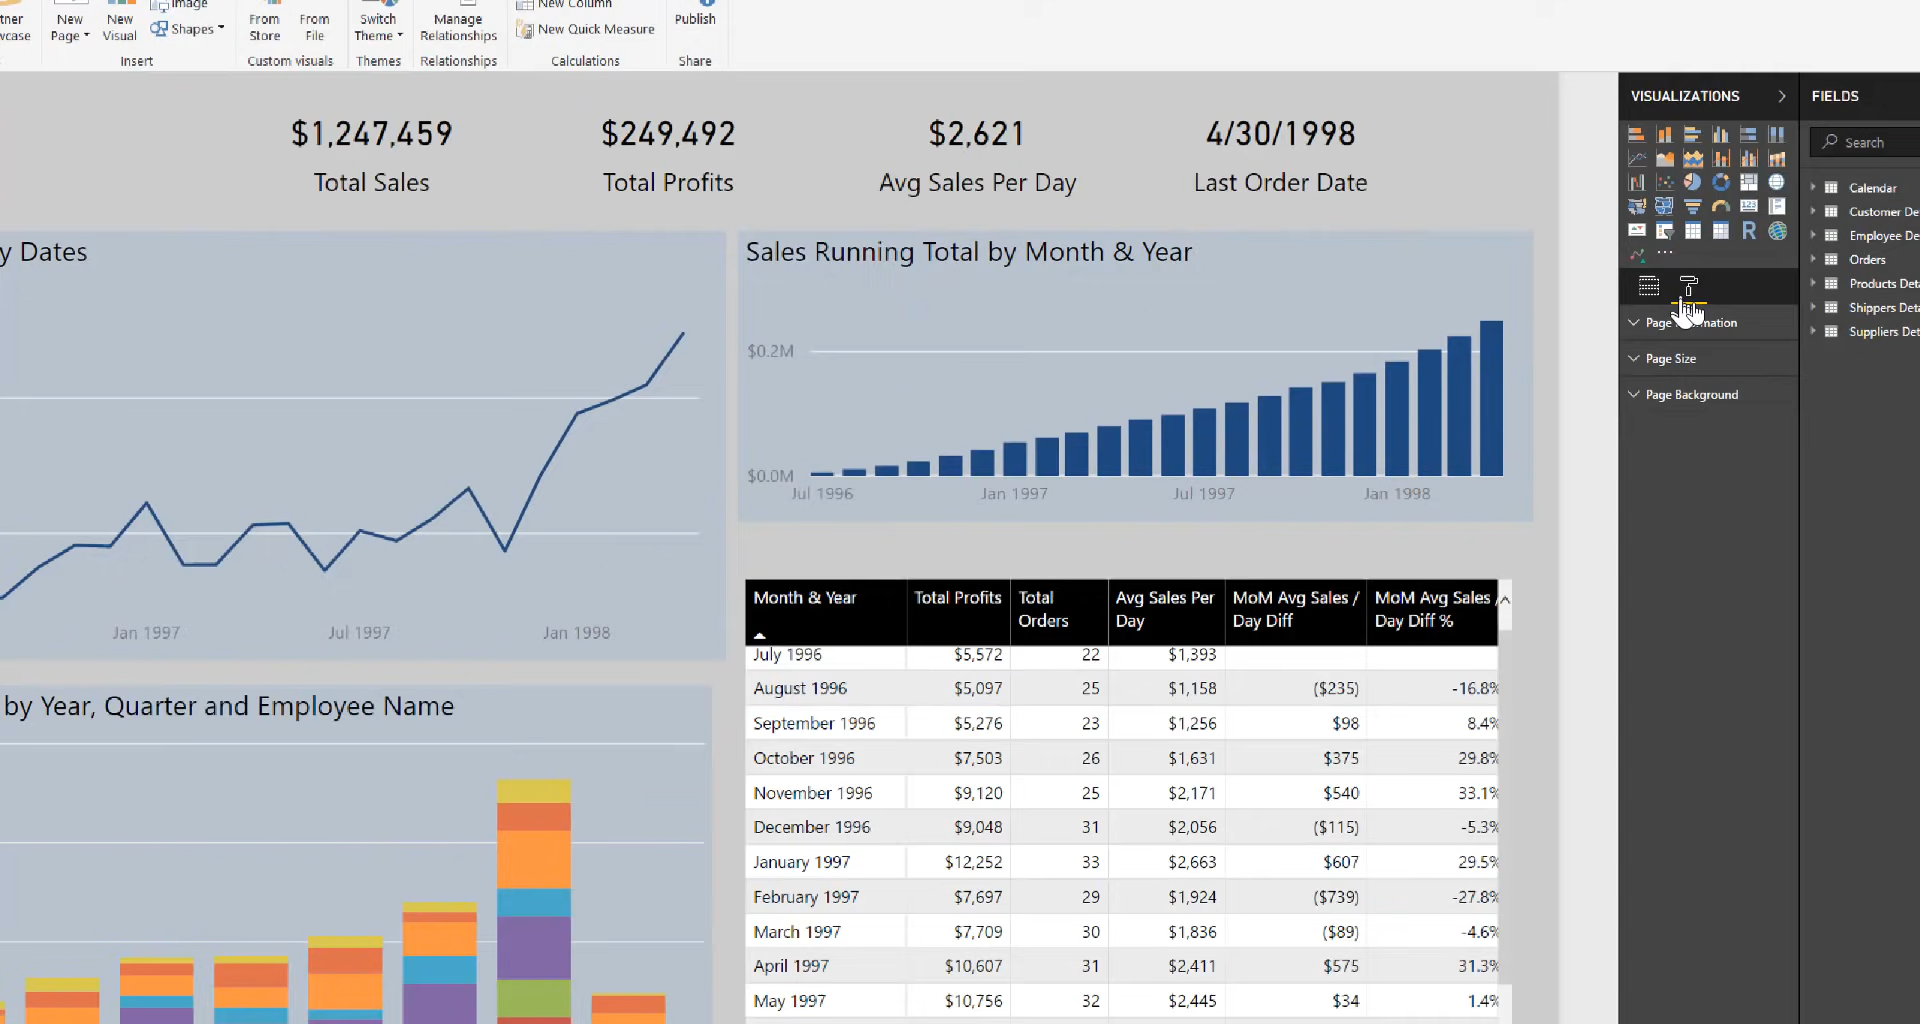 Image
New Column
New
Page
New
Visual
Shapes
From
Store
From
File
Switch
Theme
Manage
Relationships
New Quick Measure
Publish
Insert
Custom visuals
Themes
Relationships
Calculations
Share
VISUALIZATIONS
FIELDS
Search
$1,247,459
Total Sales
$249,492
Total Profits
$2,621
Avg Sales Per Day
4/30/1998
Last Order Date
Calendar
Customer De
Employee De
Orders
Products Deta
Shippers Deta
Suppliers Det
123
R
Page
Page Size
Page Background
y Dates
Jan 1997
Jul 1997
Jan 1998
Sales Running Total by Month & Year
$0.2M
$0.0M
Jul 1996
Jan 1997
Jul 1997
Jan 1998
by Year, Quarter and Employee Name
Month & Year
Total Profits
Total
Orders
Avg Sales Per
Day
MoM Avg Sales /
Day Diff
MoM Avg Sales /
Day Diff %
July 1996 $5,572 22 $1,393
August 1996 $5,097 25 $1,158 ($235) -16.8%
September 1996 $5,276 23 $1,256 $98 8.4%
October 1996 $7,503 26 $1,631 $375 29.8%
November 1996 $9,120 25 $2,171 $540 33.1%
December 1996 $9,048 31 $2,056 ($115) -5.3%
January 1997 $12,252 33 $2,663 $607 29.5%
February 1997 $7,697 29 $1,924 ($739) -27.8%
March 1997 $7,709 30 $1,836 ($89) -4.6%
April 1997 $10,607 31 $2,411 $575 31.3%
May 1997 $10,756 32 $2,445 $34 1.4%